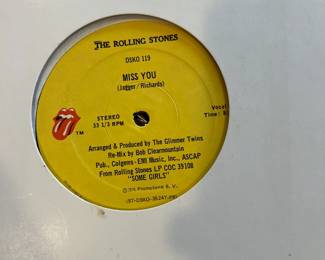 THE ROLLING STONES
DSKO 119
MISS YOU
(Jagger/Richards)
STEREO
33 1/3 RPM
TM
Vocal
Time: 8
Arranged & Produced by The Glimmer Twins
Re-Mix by Bob Clearmountain
Pub., Colgems-EMI Music, Inc., ASCAP
From Rolling Stones LP COC 39108
"SOME GIRLS"
Promotone B. V.